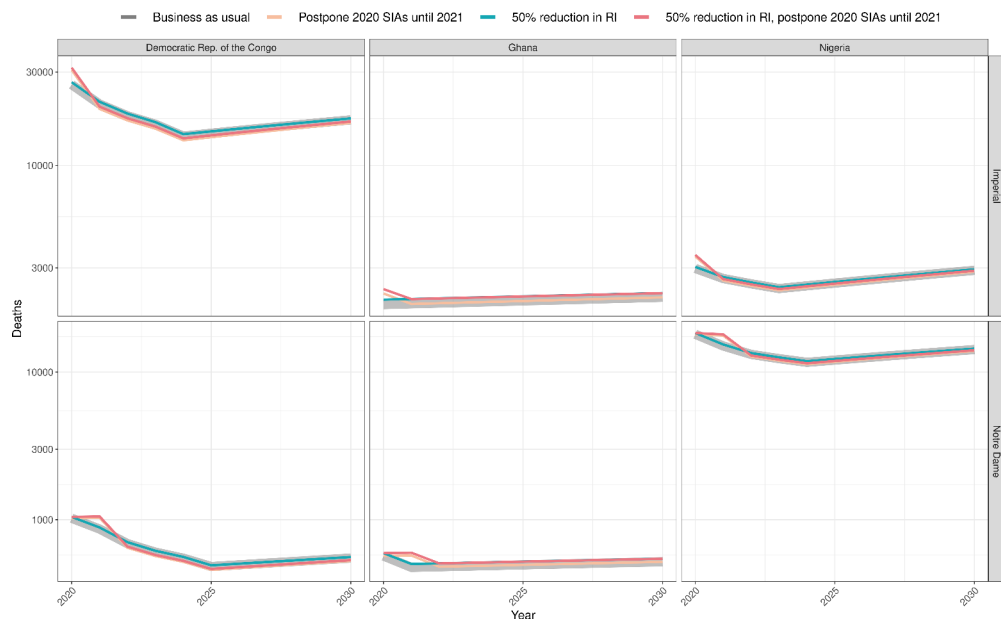 Business as usual
Postpone 2020 SIAs until 2021
50% reduction in RI
50% reduction in RI, postpone 2020 SIAs until 2021
Democratic Rep. of the Congo
Ghana
Nigeria
30000
10000
3000
Imperial
Deaths
10000
3000
1000
Notre Dame
2020
2025
2030
2020
2025
2030
2020
2025
2030
Year